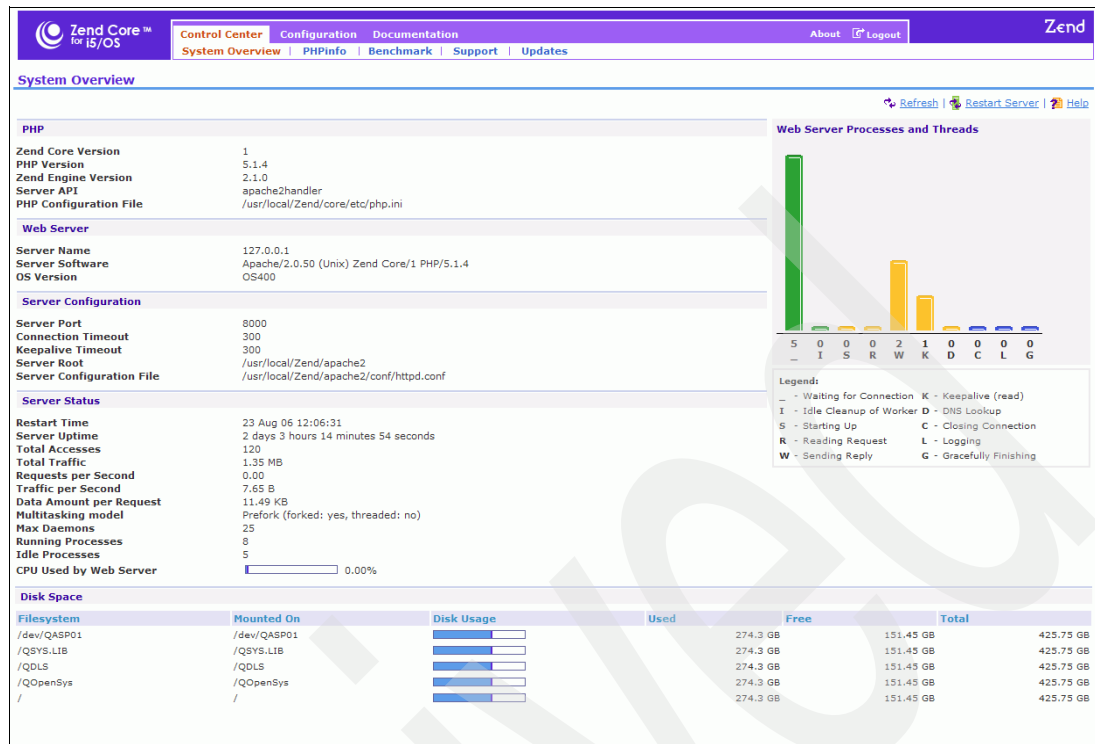 Zend Core ™
for i5/OS
Control Center Configuration Documentation
About Logout
Zend
System Overview | PHPinfo | Benchmark | Support | Updates
System Overview
Refresh | Restart Server | Help
PHP
Zend Core Version 1
PHP Version 5.1.4
Zend Engine Version 2.1.0
Server API apache2handler
PHP Configuration File /usr/local/Zend/core/etc/php.ini
Web Server
Server Name 127.0.0.1
Server Software Apache/2.0.50 (Unix) Zend Core/1 PHP/5.1.4
OS Version OS400
Server Configuration
Server Port 8000
Connection Timeout 300
Keepalive Timeout 300
Server Root /usr/local/Zend/apache2
Server Configuration File /usr/local/Zend/apache2/conf/httpd.conf
Server Status
Restart Time 23 Aug 06 12:06:31
Server Uptime 2 days 3 hours 14 minutes 54 seconds
Total Accesses 120
Total Traffic 1.35 MB
Requests per Second 0.00
Traffic per Second 7.65 B
Data Amount per Request 11.49 KB
Multitasking model Prefork (forked: yes, threaded: no)
Max Daemons 25
Running Processes 8
Idle Processes 5
CPU Used by Web Server 0.00%
Web Server Processes and Threads
5 0 0 0 2 1 0 0 0 0
_ I S R W K D C L G
Legend:
_ - Waiting for Connection K - Keepalive (read)
I - Idle Cleanup of Worker D - DNS Lookup
S - Starting Up C - Closing Connection
R - Reading Request L - Logging
W - Sending Reply G - Gracefully Finishing
Disk Space
Filesystem Mounted On Disk Usage Used Free Total
/dev/QASP01 /dev/QASP01 274.3 GB 151.45 GB 425.75 GB
/QSYS.LIB /QSYS.LIB 274.3 GB 151.45 GB 425.75 GB
/QDLS /QDLS 274.3 GB 151.45 GB 425.75 GB
/QOpenSys /QOpenSys 274.3 GB 151.45 GB 425.75 GB
/ / 274.3 GB 151.45 GB 425.75 GB